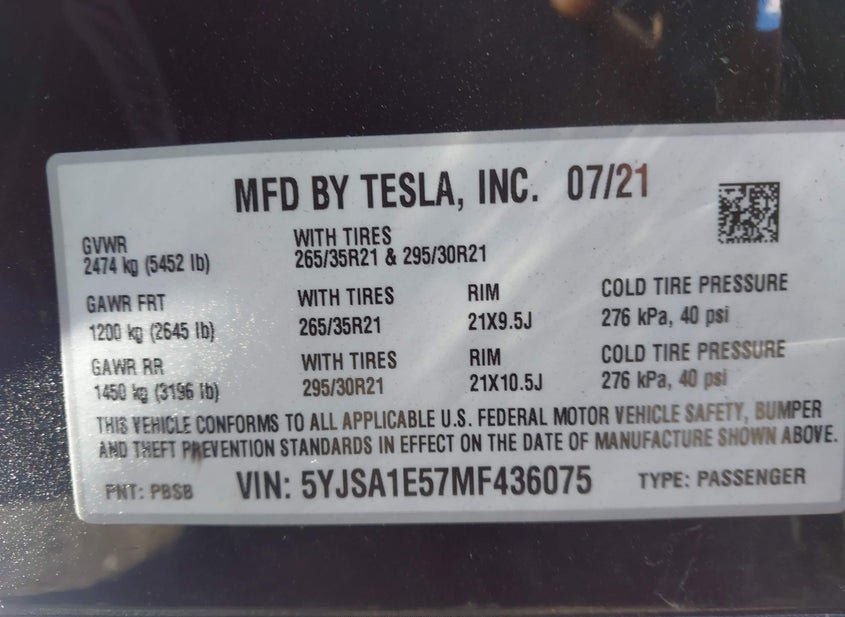 MFD BY TESLA, INC. 07/21
GVWR
2474 kg (5452 lb)
WITH TIRES
265/35R21 & 295/30R21
GAWR FRT
1200 kg (2645 lb)
WITH TIRES
265/35R21
RIM
21X9.5J
COLD TIRE PRESSURE
276 kPa, 40 psi
GAWR RR
1450 kg (3196 lb)
WITH TIRES
295/30R21
RIM
21X10.5J
COLD TIRE PRESSURE
276 kPa, 40 psi
THIS VEHICLE CONFORMS TO ALL APPLICABLE U.S. FEDERAL MOTOR VEHICLE SAFETY, BUMPER
AND THEFT PREVENTION STANDARDS IN EFFECT ON THE DATE OF MANUFACTURE SHOWN ABOVE.
PNT: PBSB VIN: 5YJSA1E57MF436075 TYPE: PASSENGER